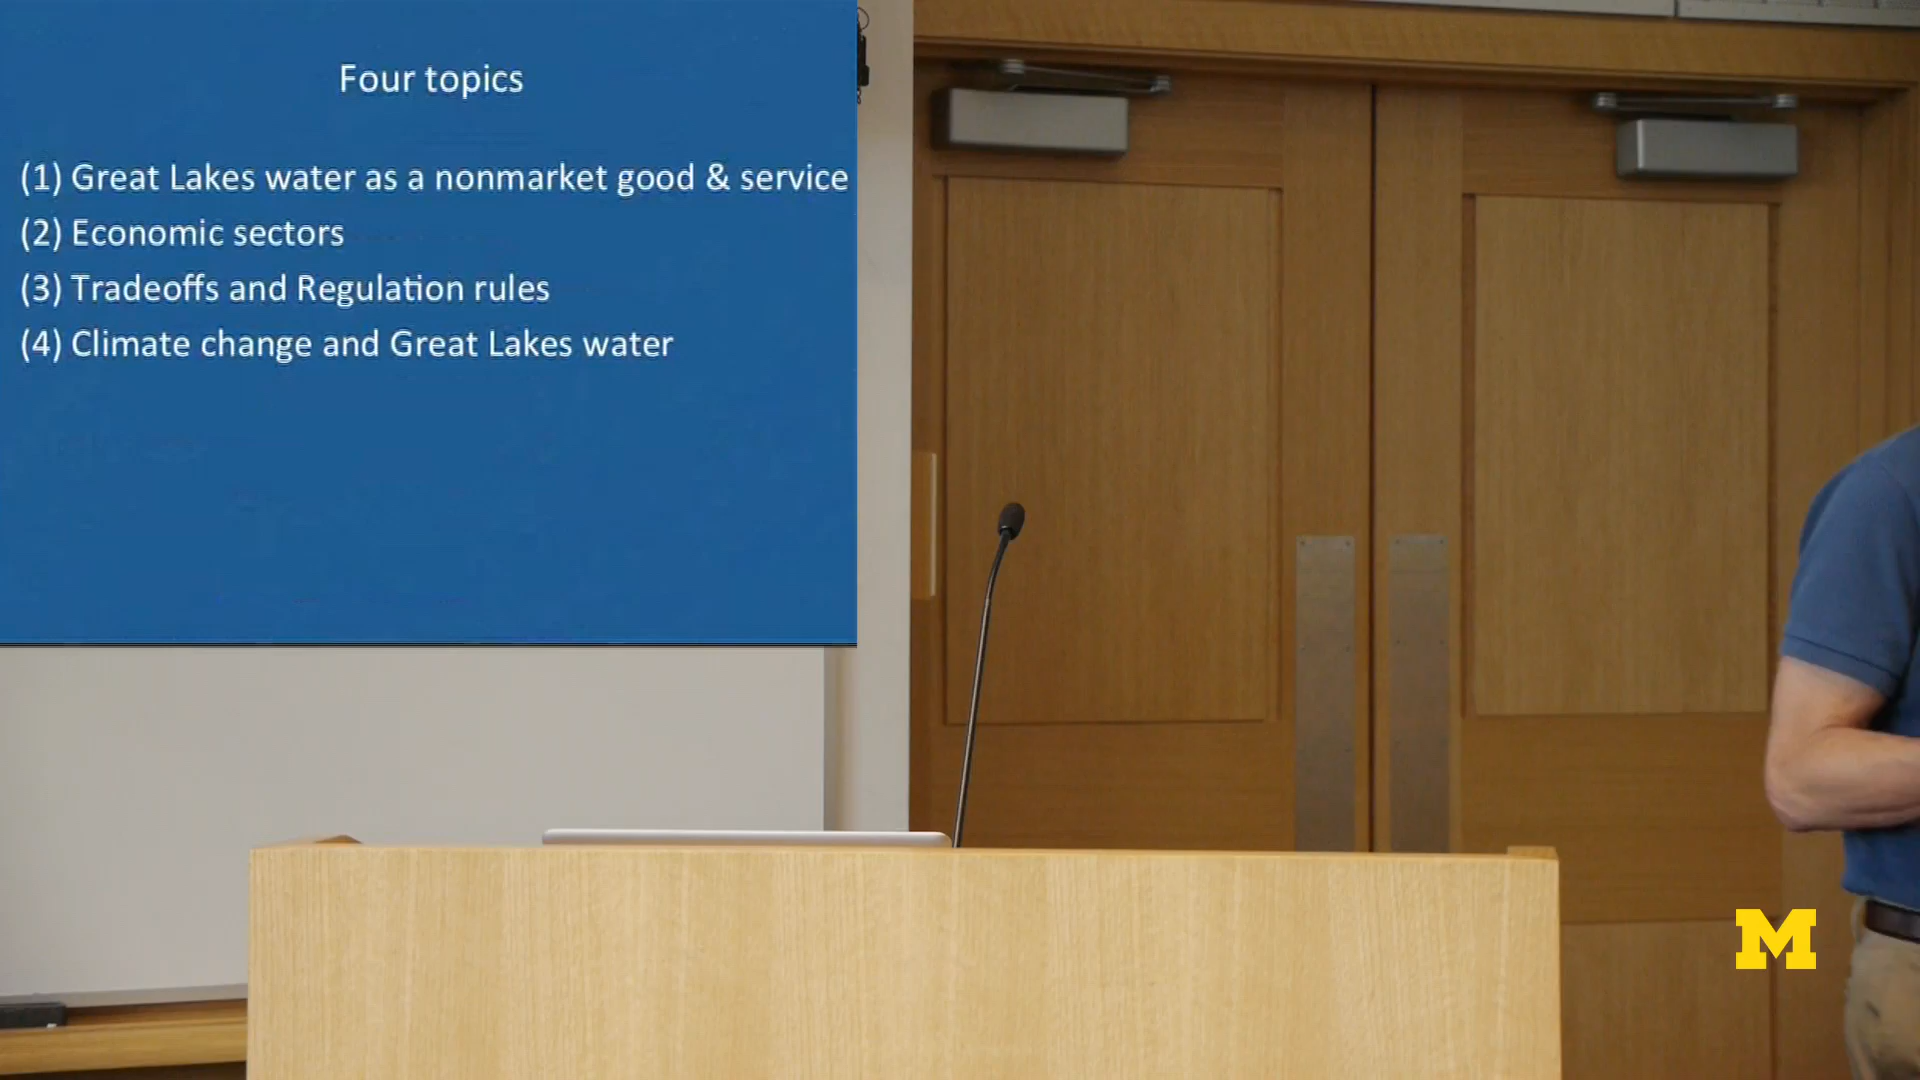 Four topics
(1) Great Lakes water as a nonmarket good & service
(2) Economic sectors
(3) Tradeoffs and Regulation rules
(4) Climate change and Great Lakes water
M